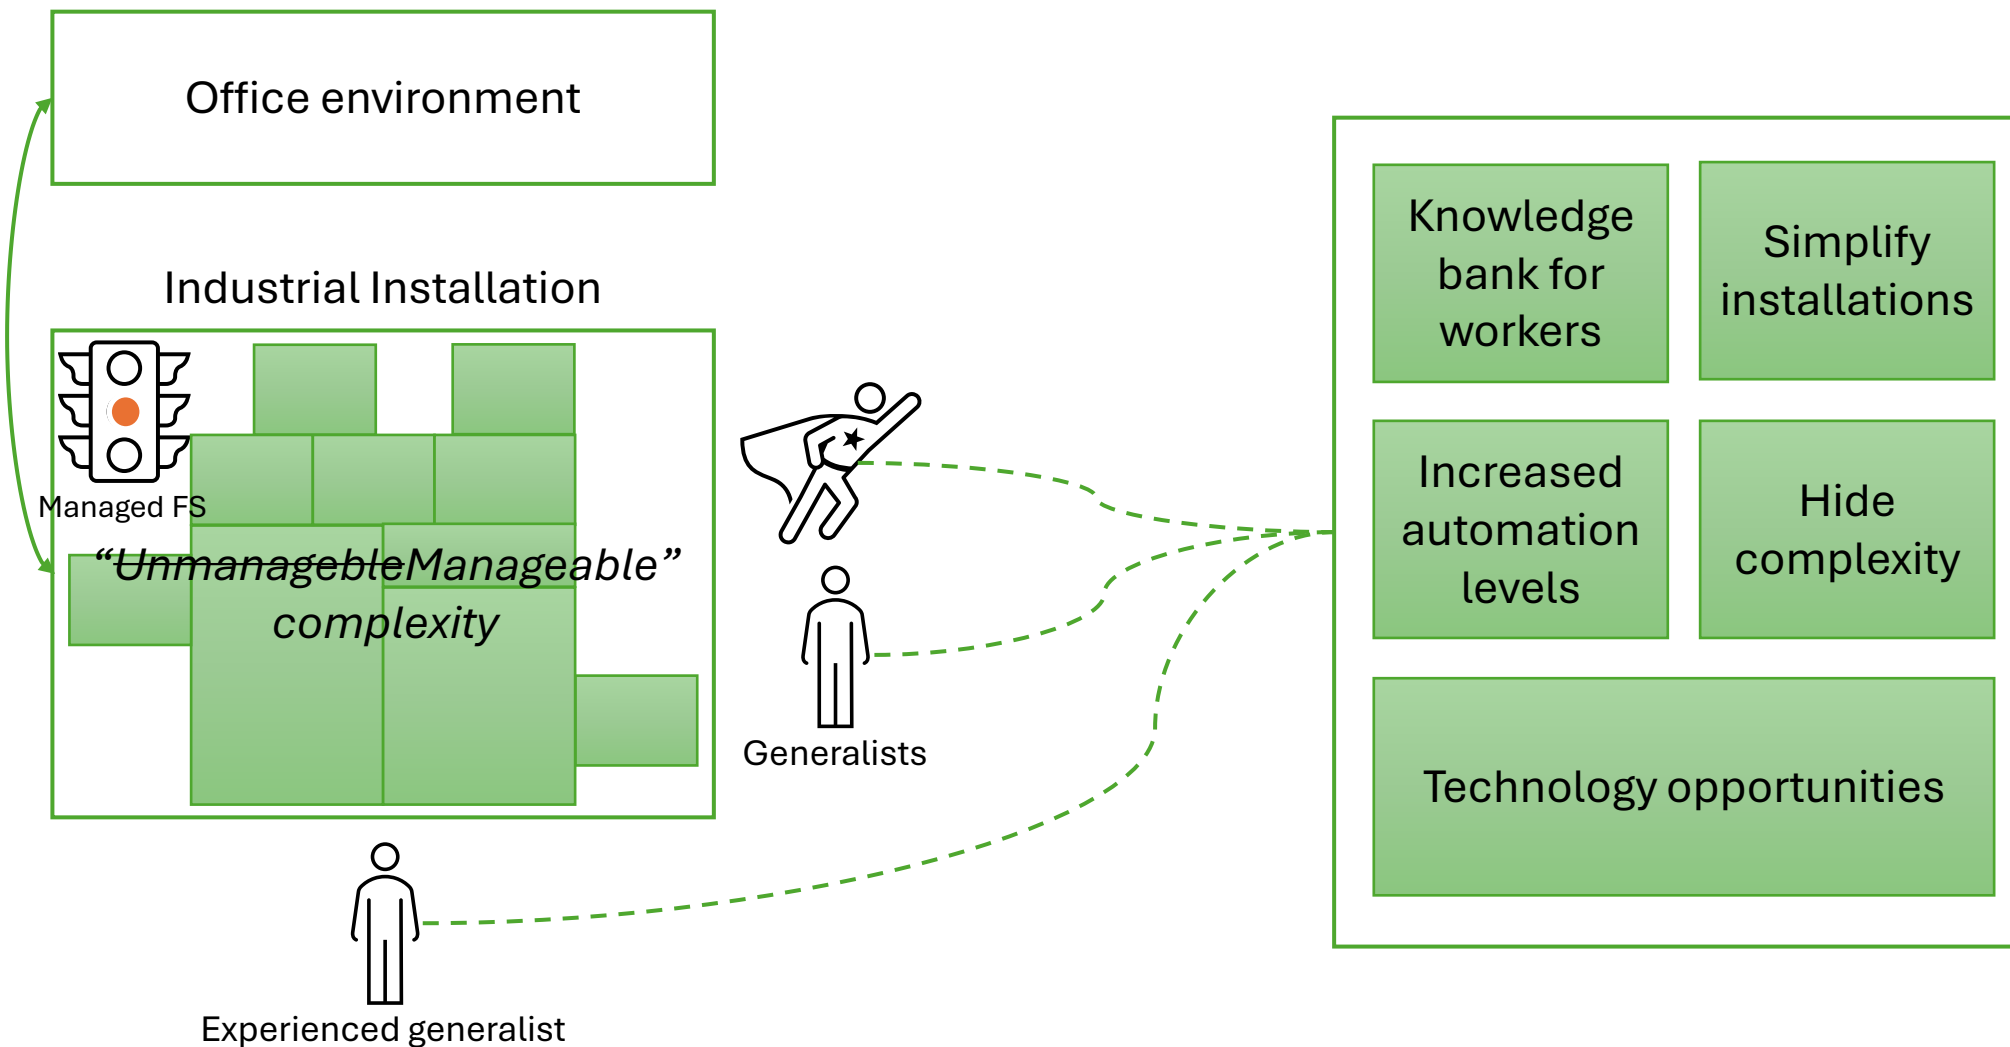 Office environment
Industrial Installation
Managed FS
“UnmanagebleManageable”
complexity
Generalists
Experienced generalist
Knowledge
bank for
workers
Simplify
installations
Increased
automation
levels
Hide
complexity
Technology opportunities